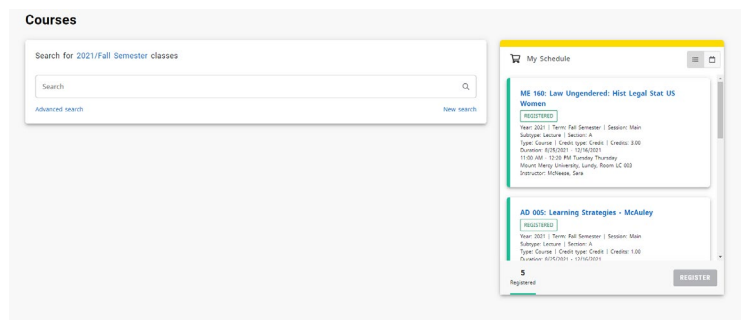 Courses
Search for 2021/Fall Semester classes
Search
Advanced search
New search
My Schedule
ME 160: Law Ungendered: Hist Legal Stat US
Women
REGISTERED
Year: 2021 | Term: Fall Semester | Session: Main
Subtype: Lecture | Section: A
Type: Course | Credit type: Credit | Credits: 3.00
Duration: 8/25/2021 - 12/16/2021
11:00 AM - 12:20 PM Tuesday Thursday
Mount Mercy University, Lundy, Room LC 003
Instructor: McNeese, Sara
AD 005: Learning Strategies - McAuley
REGISTERED
Year: 2021 | Term: Fall Semester | Session: Main
Subtype: Lecture | Section: A
Type: Course | Credit type: Credit | Credits: 1.00
Duration: 8/25/2021 - 12/16/2021
5
Registered
REGISTER